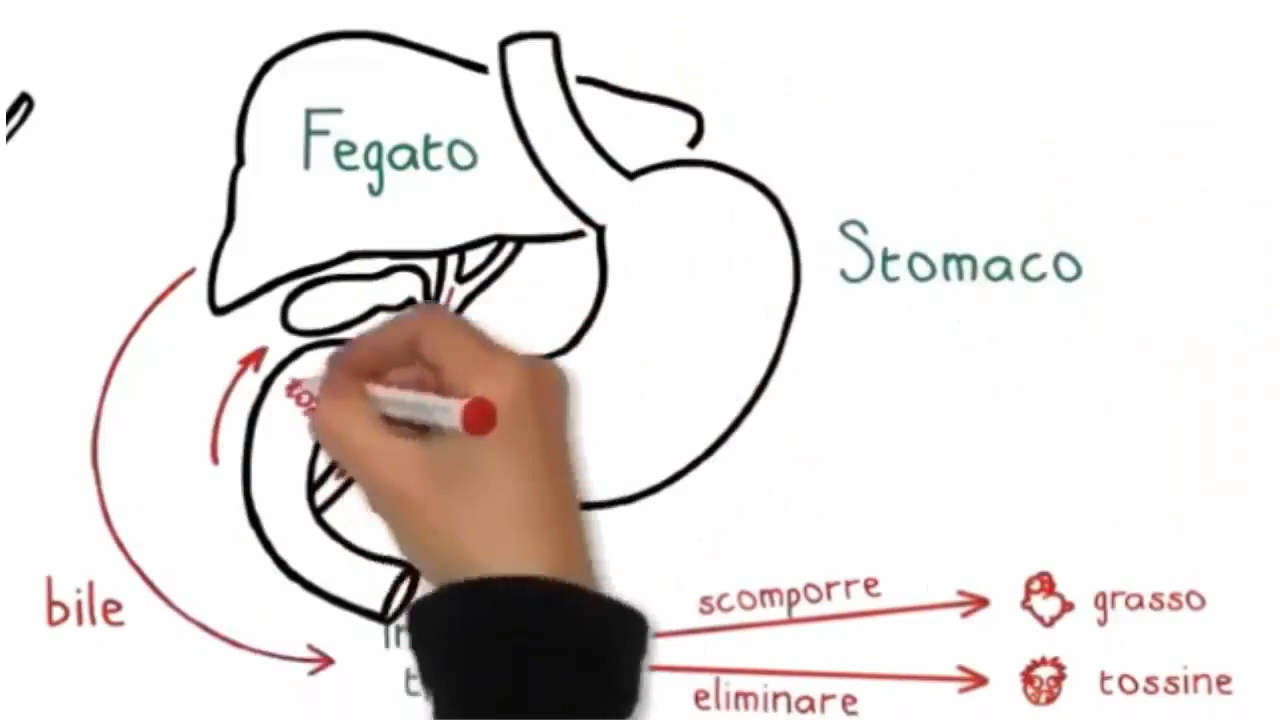 Fegato
Stomaco
bile
scomporre
grasso
eliminare
tossine